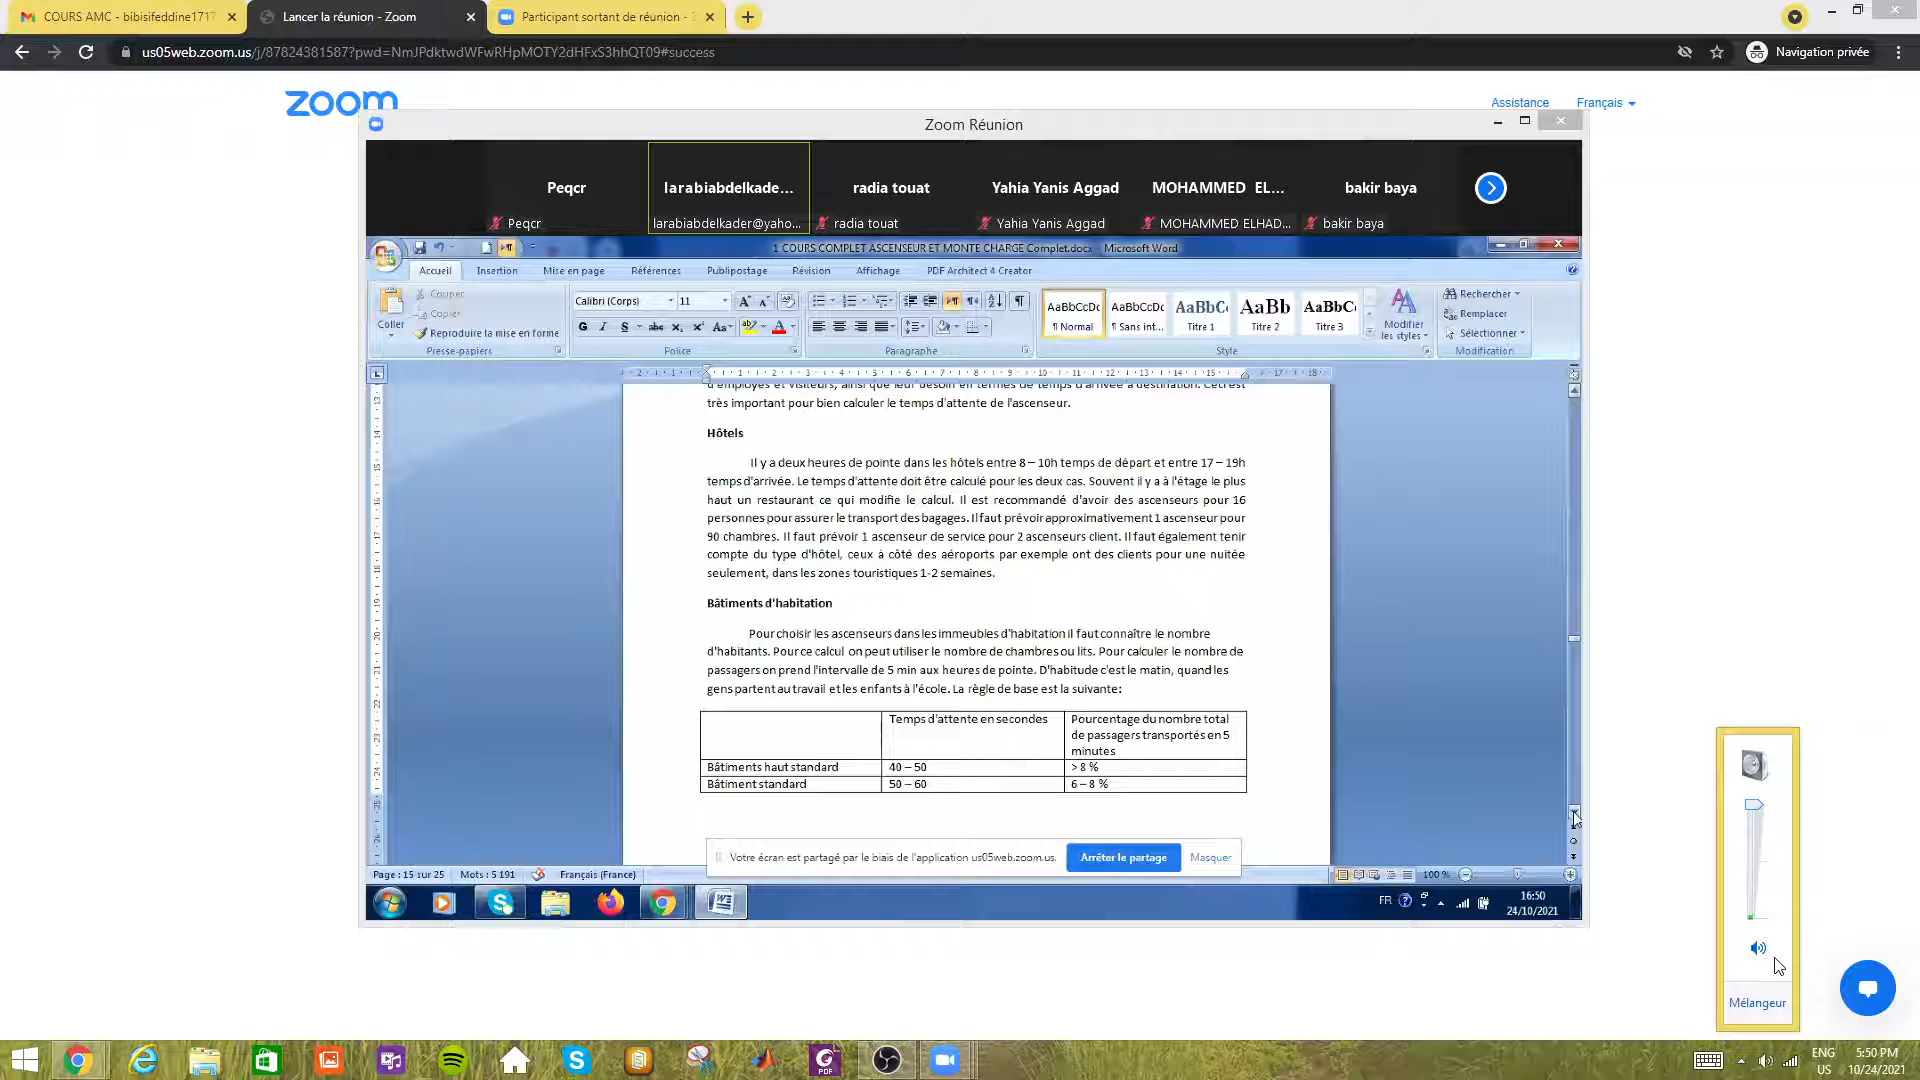 COURS AMC - bibisifeddine1717
Lancer la réunion - Zoom
Participant sortant de réunion - Z
us05web.zoom.us/j/87824381587?pwd=NmJPdktwdWFwRHpMOTY2dHFxS3hhQT09#success
Navigation privée
zoom
Assistance
Français
Zoom Réunion
Peqcr
larabiabdelkade...
radia touat
Yahia Yanis Aggad
MOHAMMED EL...
bakir baya
Peqcr
larabiabdelkader@yaho...
radia touat
Yahia Yanis Aggad
MOHAMMED ELHAD...
bakir baya
1 COURS COMPLET ASCENSEUR ET MONTE CHARGE Complet.docx - Microsoft Word
Accueil
Insertion
Mise en page
Références
Publipostage
Révision
Affichage
PDF Architect 4 Creator
Coller
Couper
Copier
Reproduire la mise en forme
Presse-papiers
Calibri (Corps)
11
Police
Paragraphe
AaBbCcDc
¶ Normal
AaBbCcDc
¶ Sans int...
AaBbC
Titre 1
AaBb
Titre 2
AaBbC
Titre 3
Modifier
les styles
Style
Rechercher
Remplacer
Sélectionner
Modification
d'employés et visiteurs, ainsi que leur besoin en termes de temps d'arrivée à destination. Ceci est
très important pour bien calculer le temps d'attente de l'ascenseur.
Hôtels
Il y a deux heures de pointe dans les hôtels entre 8 – 10h temps de départ et entre 17 – 19h
temps d'arrivée. Le temps d'attente doit être calculé pour les deux cas. Souvent il y a à l'étage le plus
haut un restaurant ce qui modifie le calcul. Il est recommandé d'avoir des ascenseurs pour 16
personnes pour assurer le transport des bagages. Il faut prévoir approximativement 1 ascenseur pour
90 chambres. Il faut prévoir 1 ascenseur de service pour 2 ascenseurs client. Il faut également tenir
compte du type d'hôtel, ceux à côté des aéroports par exemple ont des clients pour une nuitée
seulement, dans les zones touristiques 1-2 semaines.
Bâtiments d'habitation
Pour choisir les ascenseurs dans les immeubles d'habitation il faut connaître le nombre
d'habitants. Pour ce calcul on peut utiliser le nombre de chambres ou lits. Pour calculer le nombre de
passagers on prend l'intervalle de 5 min aux heures de pointe. D'habitude c'est le matin, quand les
gens partent au travail et les enfants à l'école. La règle de base est la suivante:
Temps d'attente en secondes
Pourcentage du nombre total
de passagers transportés en 5
minutes
Bâtiments haut standard
40 – 50
> 8 %
Bâtiment standard
50 – 60
6 – 8 %
Votre écran est partagé par le biais de l'application us05web.zoom.us.
Arrêter le partage
Masquer
Page : 15 sur 25
Mots : 5 191
Français (France)
100 %
FR
16:50
24/10/2021
Mélangeur
ENG
US
5:50 PM
10/24/2021